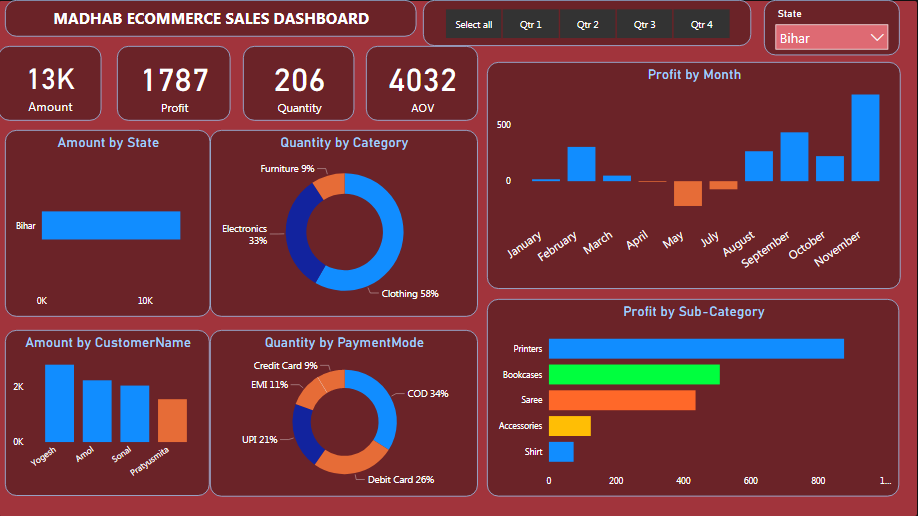 MADHAB ECOMMERCE SALES DASHBOARD
Select all Qtr 1 Qtr 2 Qtr 3 Qtr 4
State
Bihar
13K
Amount
1787
Profit
206
Quantity
4032
AOV
Profit by Month
500
0
January February March April May July August September October November
Amount by State
Bihar
0K 10K
Quantity by Category
Furniture 9%
Electronics
33%
Clothing 58%
Profit by Sub-Category
Printers
Bookcases
Saree
Accessories
Shirt
0 200 400 600 800 1...
Amount by CustomerName
2K
0K
Yogesh Amol Sonal Pratyusmita
Quantity by PaymentMode
Credit Card 9%
EMI 11%
COD 34%
UPI 21%
Debit Card 26%